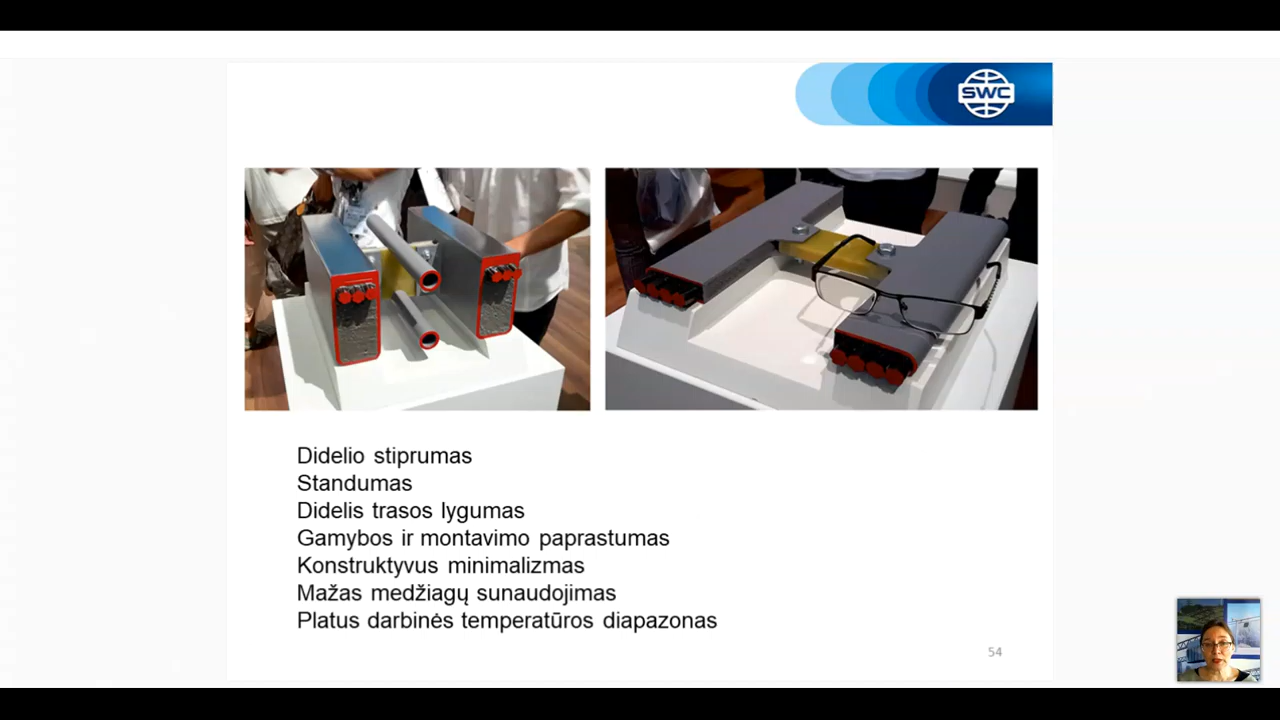 SWC
Didelio stiprumas
Standumas
Didelis trasos lygumas
Gamybos ir montavimo paprastumas
Konstruktyvus minimalizmas
Mažas medžiagų sunaudojimas
Platus darbinės temperatūros diapazonas
54